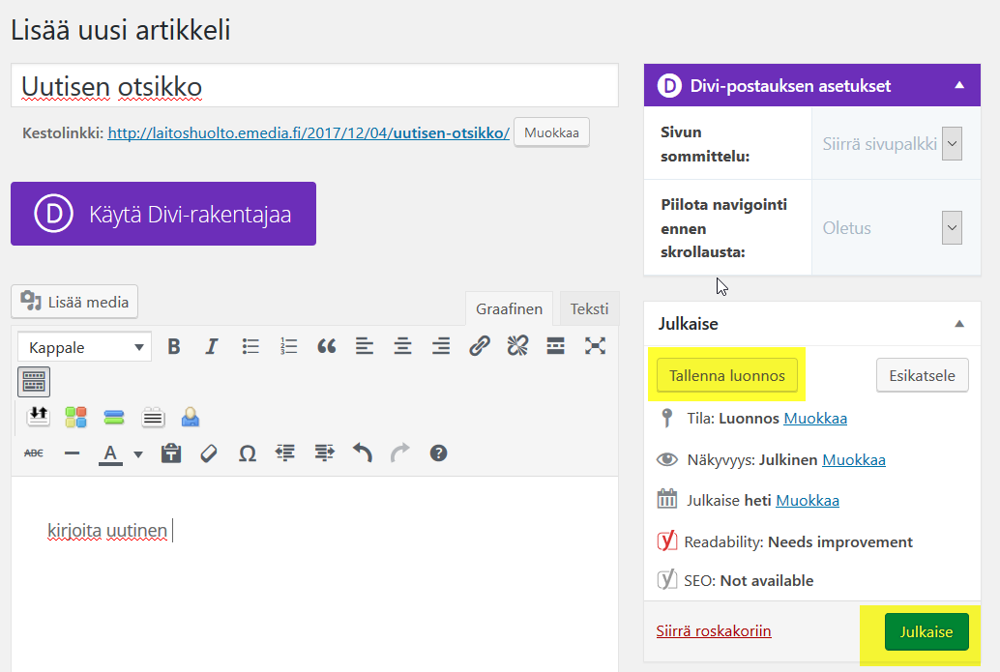 Lisää uusi artikkeli
Uutisen otsikko
Kestolinkki: http://laitoshuolto.emedia.fi/2017/12/04/uutisen-otsikko/ Muokkaa
D Käytä Divi-rakentajaa
Lisää media
Graafinen Teksti
Kappale
B I
ABC A Ω ?
kirjoita uutinen
D Divi-postauksen asetukset
Sivun
sommittelu:
Siirrä sivupalkki
Piilota navigointi
ennen
skrollausta:
Oletus
Julkaise
Tallenna luonnos Esikatsele
Tila: Luonnos Muokkaa
Näkyvyys: Julkinen Muokkaa
Julkaise heti Muokkaa
Readability: Needs improvement
SEO: Not available
Siirrä roskakoriin Julkaise